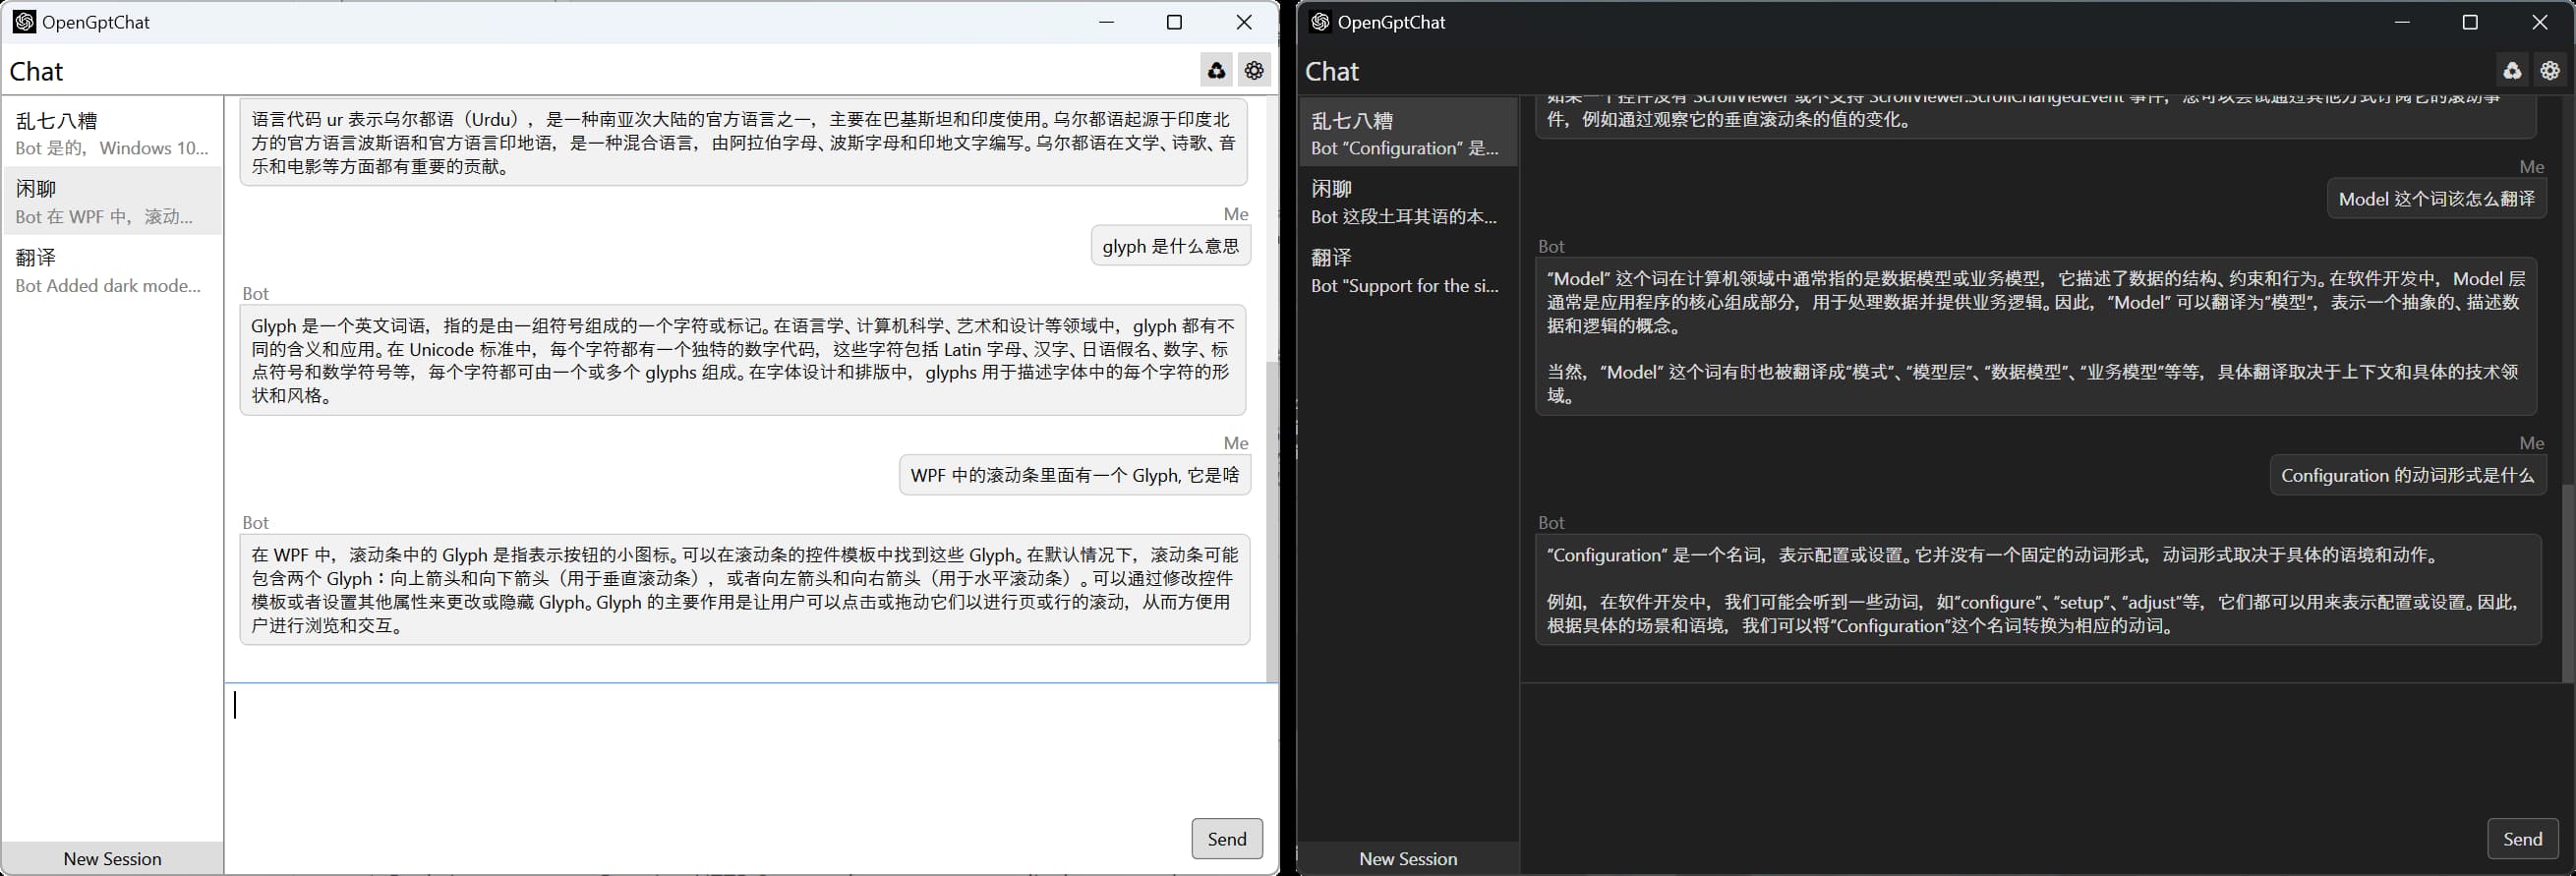 OpenGptChat
Chat
乱七八糟
Bot 是的，Windows 10...
闲聊
Bot 在 WPF 中，滚动...
翻译
Bot Added dark mode...
New Session
语言代码 ur 表示乌尔都语（Urdu），是一种南亚次大陆的官方语言之一，主要在巴基斯坦和印度使用。乌尔都语起源于印度北
方的官方语言波斯语和官方语言印地语，是一种混合语言，由阿拉伯字母、波斯字母和印地文字编写。乌尔都语在文学、诗歌、音
乐和电影等方面都有重要的贡献。
Me
glyph 是什么意思
Bot
Glyph 是一个英文词语，指的是由一组符号组成的一个字符或标记。在语言学、计算机科学、艺术和设计等领域中，glyph 都有不
同的含义和应用。在 Unicode 标准中，每个字符都有一个独特的数字代码，这些字符包括 Latin 字母、汉字、日语假名、数字、标
点符号和数学符号等，每个字符都可由一个或多个 glyphs 组成。在字体设计和排版中，glyphs 用于描述字体中的每个字符的形
状和风格。
Me
WPF 中的滚动条里面有一个 Glyph, 它是啥
Bot
在 WPF 中，滚动条中的 Glyph 是指表示按钮的小图标。可以在滚动条的控件模板中找到这些 Glyph。在默认情况下，滚动条可能
包含两个 Glyph：向上箭头和向下箭头（用于垂直滚动条），或者向左箭头和向右箭头（用于水平滚动条）。可以通过修改控件
模板或者设置其他属性来更改或隐藏 Glyph。Glyph 的主要作用是让用户可以点击或拖动它们以进行页或行的滚动，从而方便用
户进行浏览和交互。
Send
OpenGptChat
Chat
乱七八糟
Bot "Configuration" 是...
闲聊
Bot 这段土耳其语的本...
翻译
Bot "Support for the si...
New Session
如果一个控件没有 ScrollViewer 或不支持 ScrollViewer.ScrollChangedEvent 事件，您可以尝试通过其他方式订阅它的滚动事
件，例如通过观察它的垂直滚动条的值的变化。
Me
Model 这个词该怎么翻译
Bot
"Model" 这个词在计算机领域中通常指的是数据模型或业务模型，它描述了数据的结构、约束和行为。在软件开发中，Model 层
通常是应用程序的核心组成部分，用于处理数据并提供业务逻辑。因此，"Model" 可以翻译为"模型"，表示一个抽象的、描述数
据和逻辑的概念。
当然，"Model" 这个词有时也被翻译成"模式"、"模型层"、"数据模型"、"业务模型"等等，具体翻译取决于上下文和具体的技术领
域。
Me
Configuration 的动词形式是什么
Bot
"Configuration" 是一个名词，表示配置或设置。它并没有一个固定的动词形式，动词形式取决于具体的语境和动作。
例如，在软件开发中，我们可能会听到一些动词，如"configure"、"setup"、"adjust"等，它们都可以用来表示配置或设置。因此，
根据具体的场景和语境，我们可以将"Configuration"这个名词转换为相应的动词。
Send